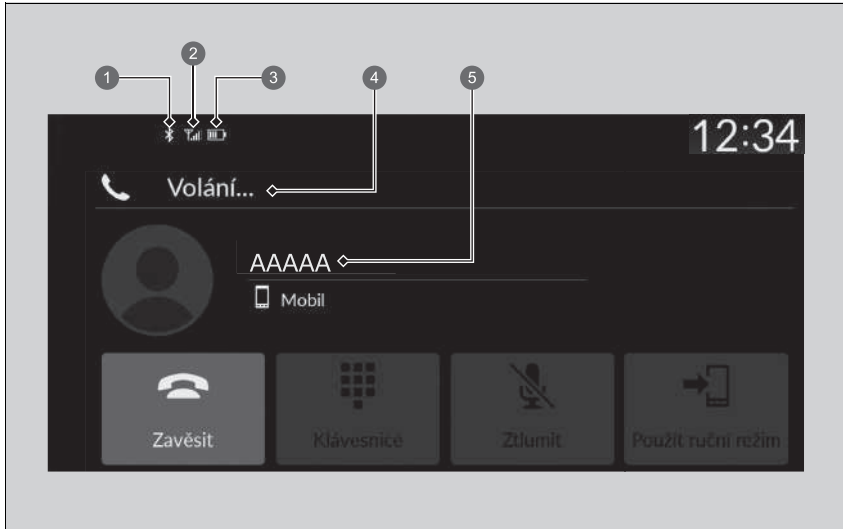 1 2 3 4 5
12:34
Volání...
AAAAA
Mobil
Zavěsit Klávesnice Ztlumit Použít ruční režim